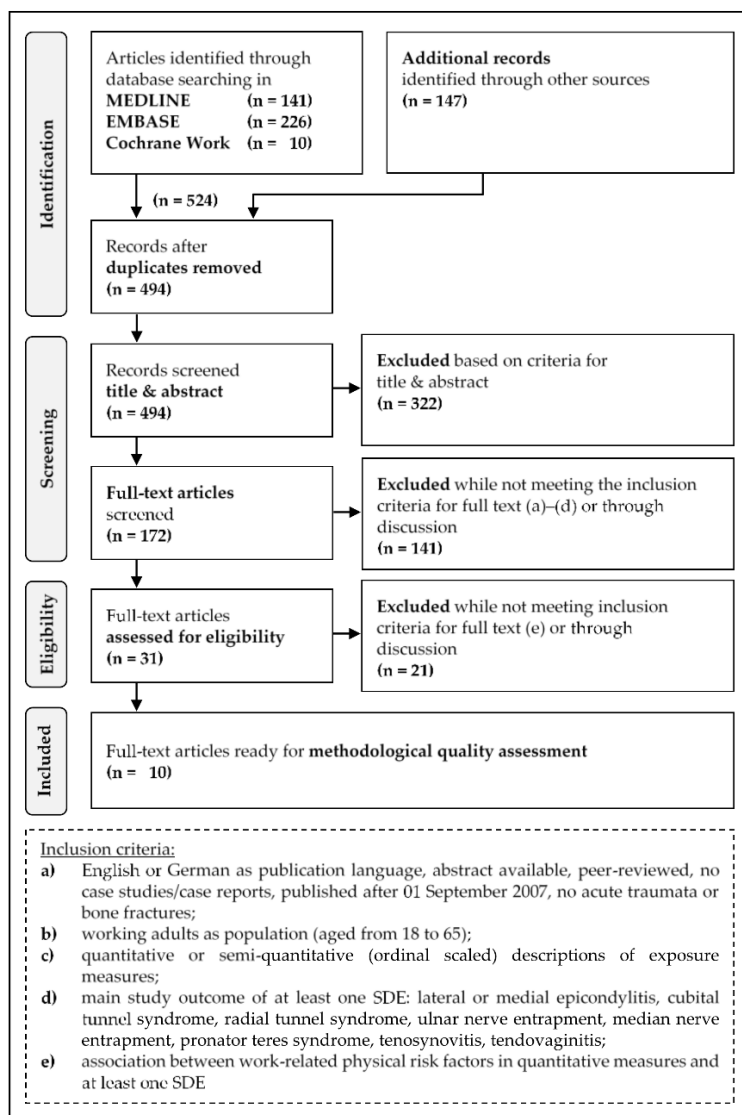 Identification
Articles identified through
database searching in
MEDLINE (n = 141)
EMBASE (n = 226)
Cochrane Work (n = 10)
Additional records
identified through other sources
(n = 147)
(n = 524)
Records after
duplicates removed
(n = 494)
Screening
Records screened
title & abstract
(n = 494)
Excluded based on criteria for
title & abstract
(n = 322)
Full-text articles
screened
(n = 172)
Excluded while not meeting the inclusion
criteria for full text (a)–(d) or through
discussion
(n = 141)
Eligibility
Full-text articles
assessed for eligibility
(n = 31)
Excluded while not meeting inclusion
criteria for full text (e) or through
discussion
(n = 21)
Included
Full-text articles ready for methodological quality assessment
(n = 10)
Inclusion criteria:
a) English or German as publication language, abstract available, peer-reviewed, no
case studies/case reports, published after 01 September 2007, no acute traumata or
bone fractures;
b) working adults as population (aged from 18 to 65);
c) quantitative or semi-quantitative (ordinal scaled) descriptions of exposure
measures;
d) main study outcome of at least one SDE: lateral or medial epicondylitis, cubital
tunnel syndrome, radial tunnel syndrome, ulnar nerve entrapment, median nerve
entrapment, pronator teres syndrome, tenosynovitis, tendovaginitis;
e) association between work-related physical risk factors in quantitative measures and
at least one SDE